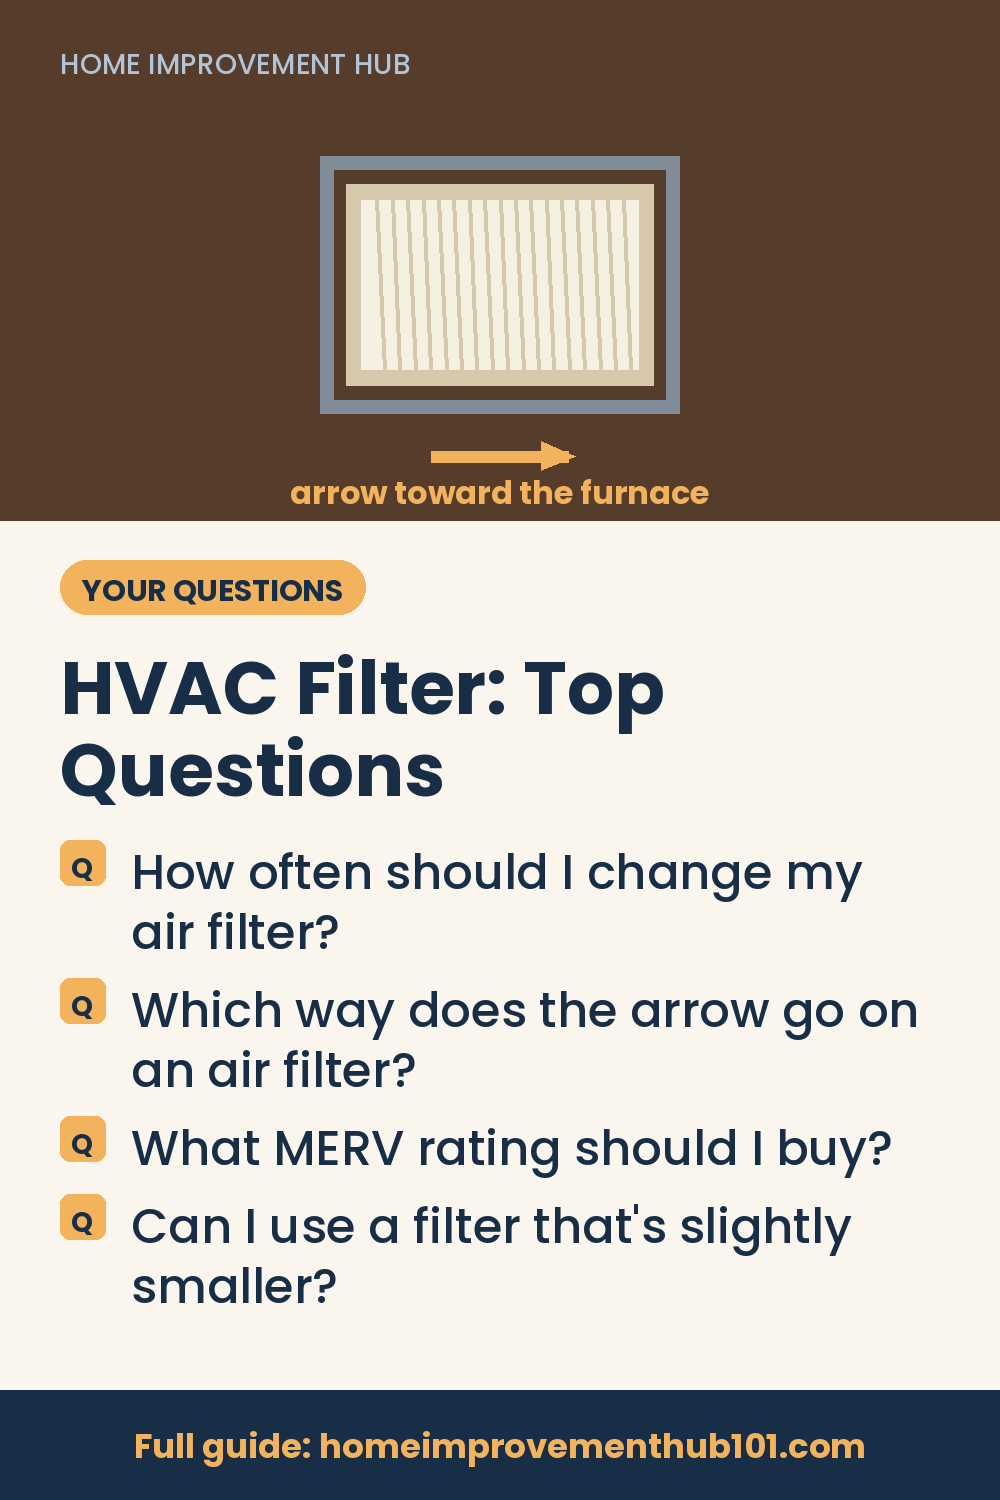 HOME IMPROVEMENT HUB
arrow toward the furnace
YOUR QUESTIONS
HVAC Filter: Top
Questions
Q How often should I change my
air filter?
Q Which way does the arrow go on
an air filter?
Q What MERV rating should I buy?
Q Can I use a filter that's slightly
smaller?
Full guide: homeimprovementhub101.com